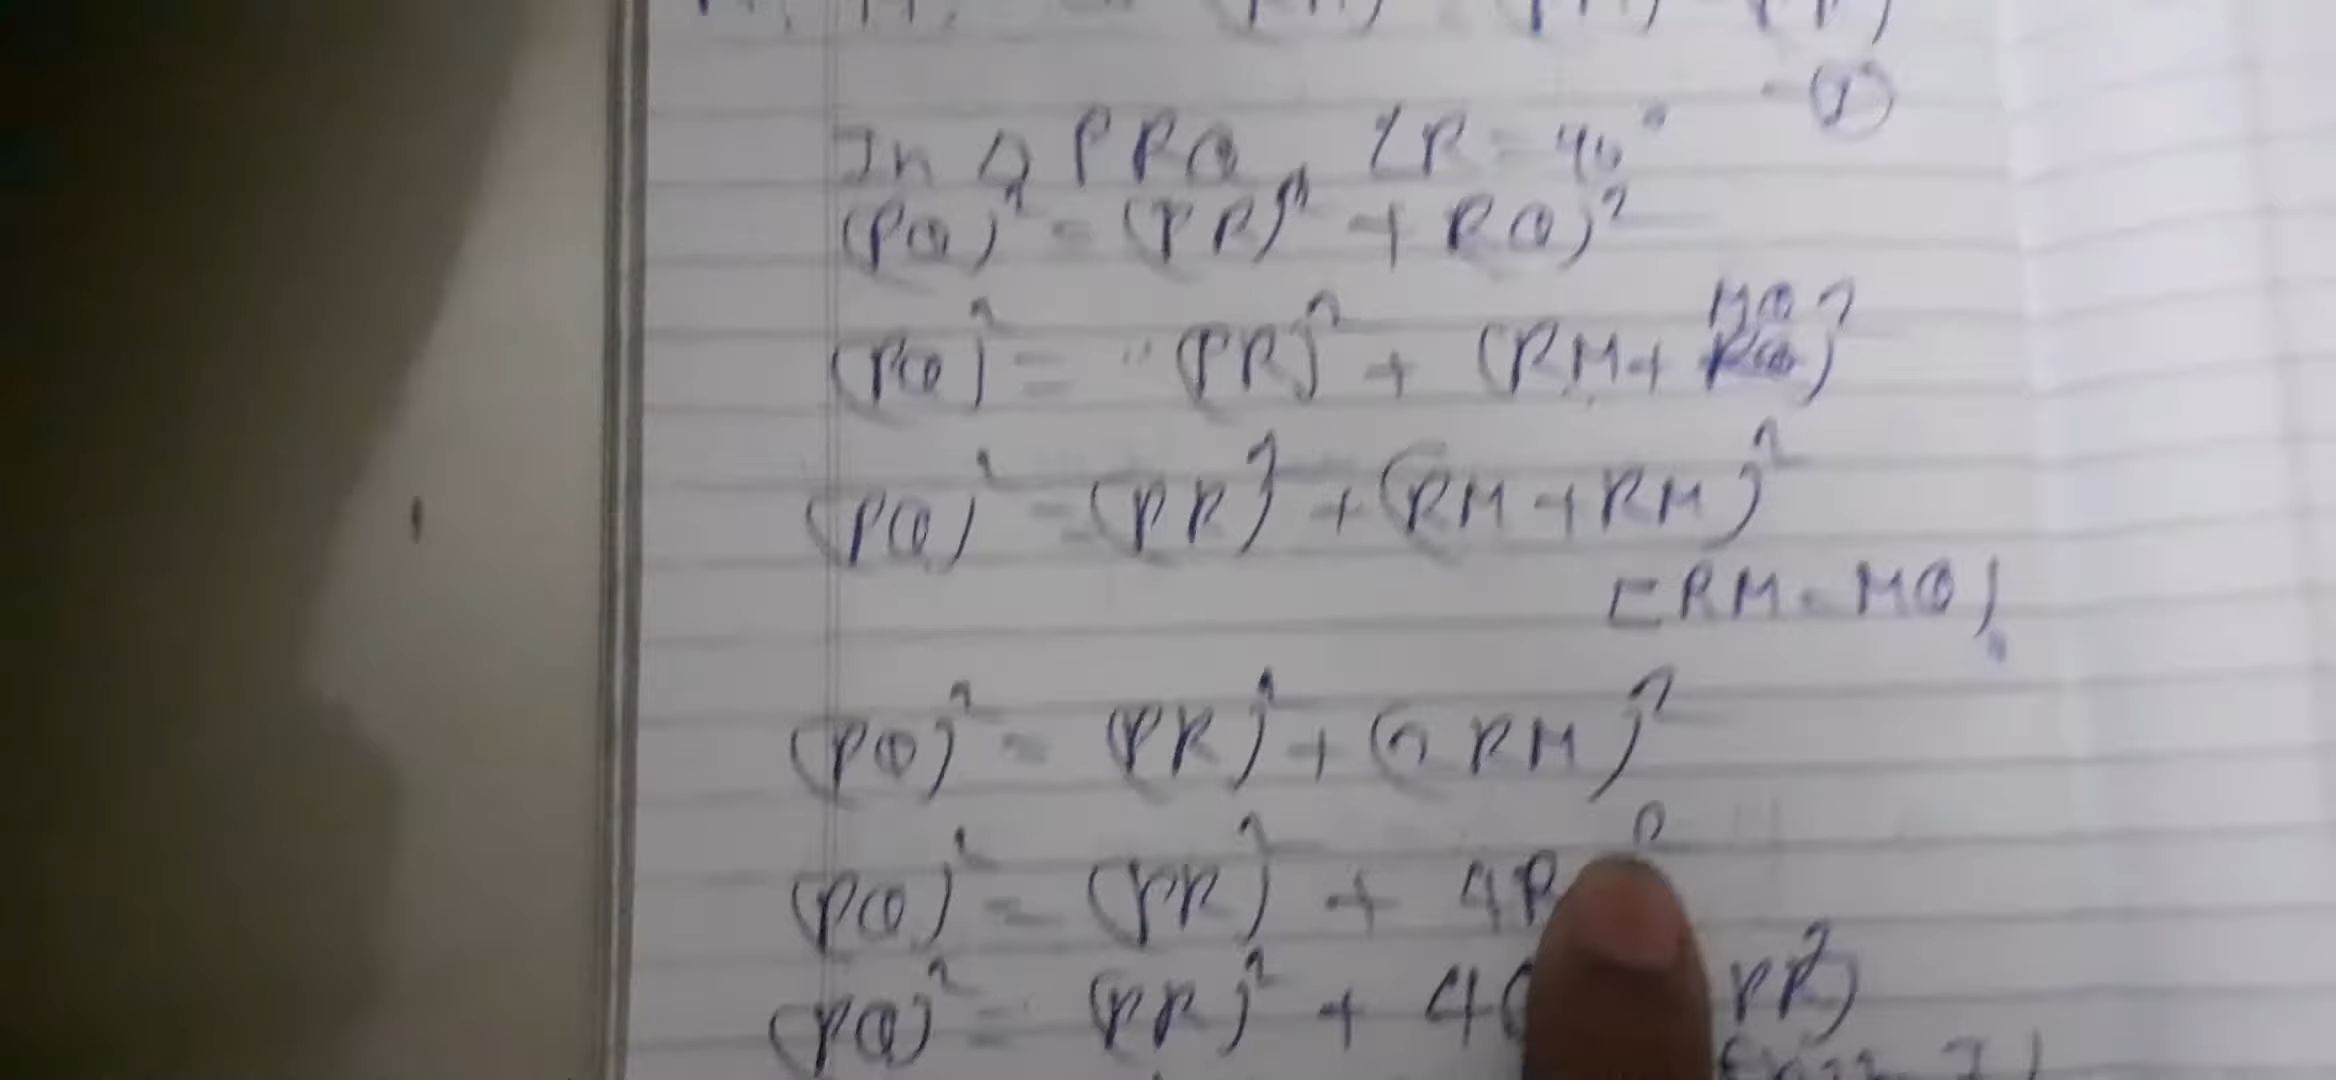 - (1)
In △ PRQ, ∠R = 90°
(PQ)² = (PR)² + RQ)²
(PQ)² = (PR)² + (RM + MQ)²
(PQ)² = (PR)² + (RM + RM)²
[RM = MQ]
(PQ)² = (PR)² + (2RM)²
(PQ)² = (PR)² + 4R
(PQ)² = (PR)² + 4( PR²)